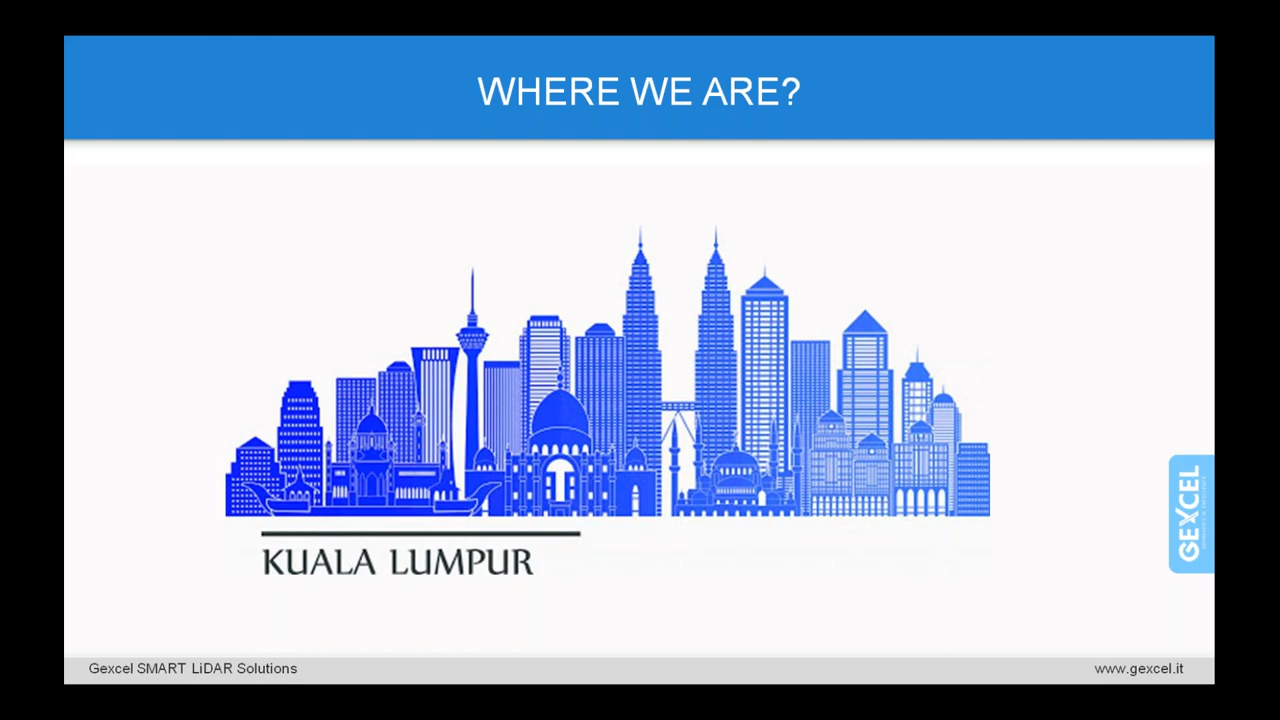 WHERE WE ARE?
KUALA LUMPUR
GEXCEL
Gexcel SMART LiDAR Solutions
www.gexcel.it